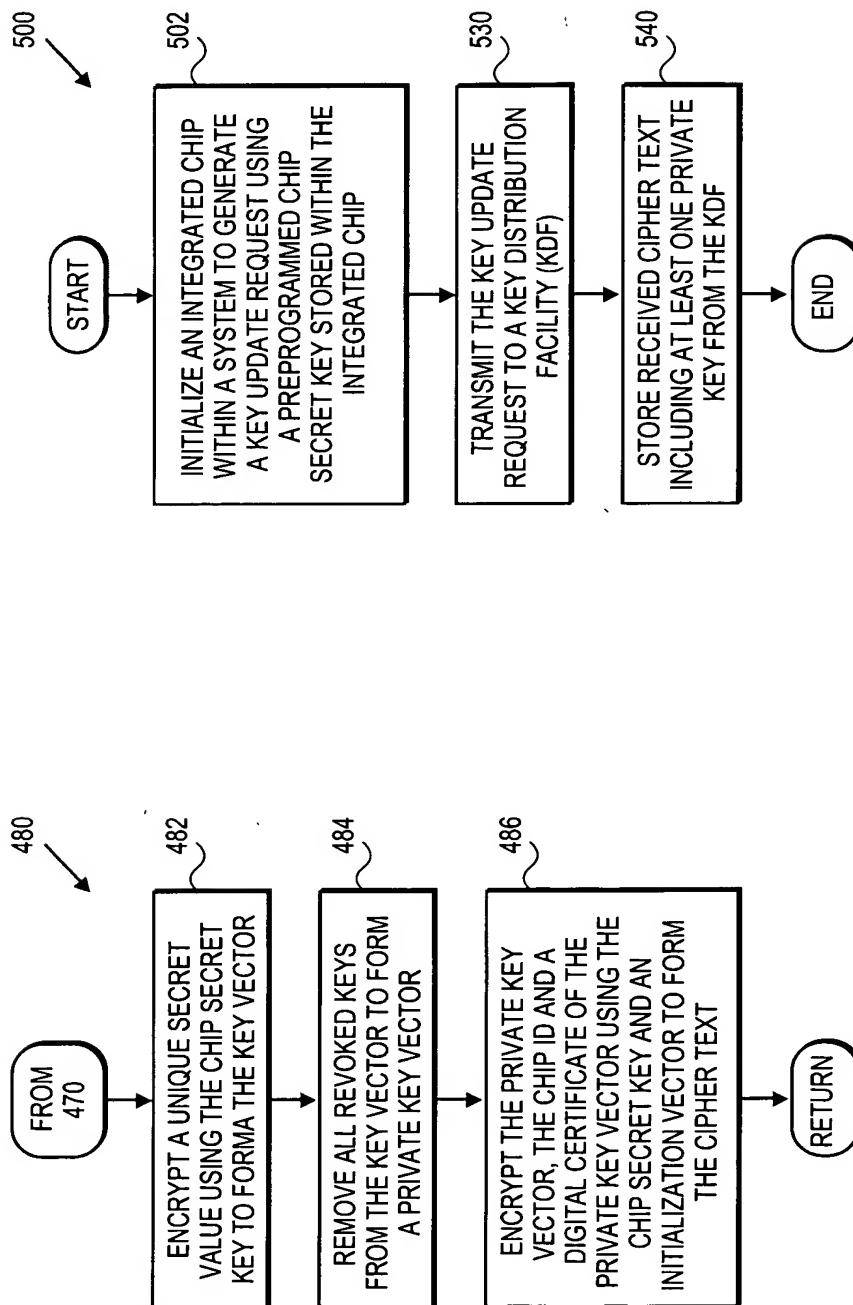 480
FROM
470
482
ENCRYPT A UNIQUE SECRET
VALUE USING THE CHIP SECRET
KEY TO FORMA THE KEY VECTOR
484
REMOVE ALL REVOKED KEYS
FROM THE KEY VECTOR TO FORM
A PRIVATE KEY VECTOR
486
ENCRYPT THE PRIVATE KEY
VECTOR, THE CHIP ID AND A
DIGITAL CERTIFICATE OF THE
PRIVATE KEY VECTOR USING THE
CHIP SECRET KEY AND AN
INITIALIZATION VECTOR TO FORM
THE CIPHER TEXT
RETURN
500
START
502
INITIALIZE AN INTEGRATED CHIP
WITHIN A SYSTEM TO GENERATE
A KEY UPDATE REQUEST USING
A PREPROGRAMMED CHIP
SECRET KEY STORED WITHIN THE
INTEGRATED CHIP
530
TRANSMIT THE KEY UPDATE
REQUEST TO A KEY DISTRIBUTION
FACILITY (KDF)
540
STORE RECEIVED CIPHER TEXT
INCLUDING AT LEAST ONE PRIVATE
KEY FROM THE KDF
END